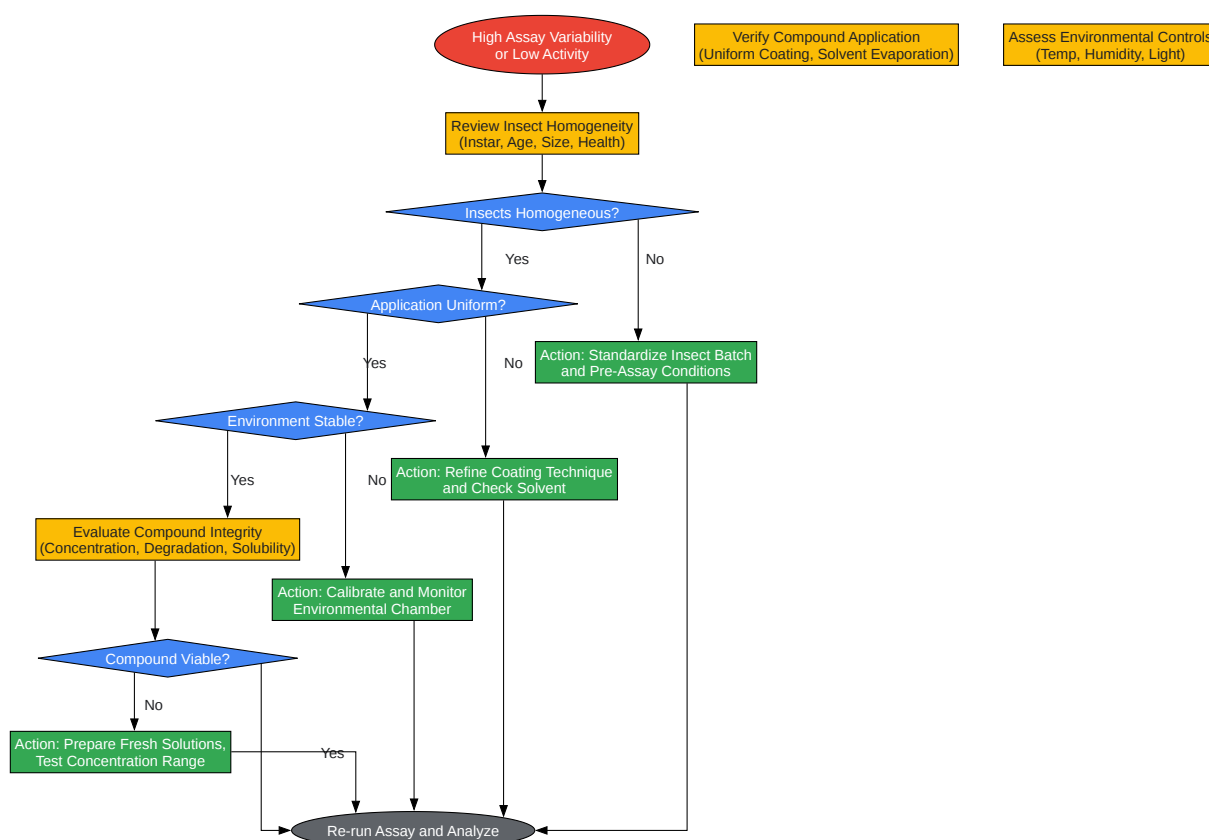 High Assay Variability
or Low Activity
Verify Compound Application
(Uniform Coating, Solvent Evaporation)
Assess Environmental Controls
(Temp, Humidity, Light)
Review Insect Homogeneity
(Instar, Age, Size, Health)
Insects Homogeneous?
Yes
No
Application Uniform?
Yes
No
Action: Standardize Insect Batch
and Pre-Assay Conditions
Environment Stable?
Yes
No
Action: Refine Coating Technique
and Check Solvent
Evaluate Compound Integrity
(Concentration, Degradation, Solubility)
Action: Calibrate and Monitor
Environmental Chamber
Compound Viable?
No
Yes
Action: Prepare Fresh Solutions,
Test Concentration Range
Re-run Assay and Analyze